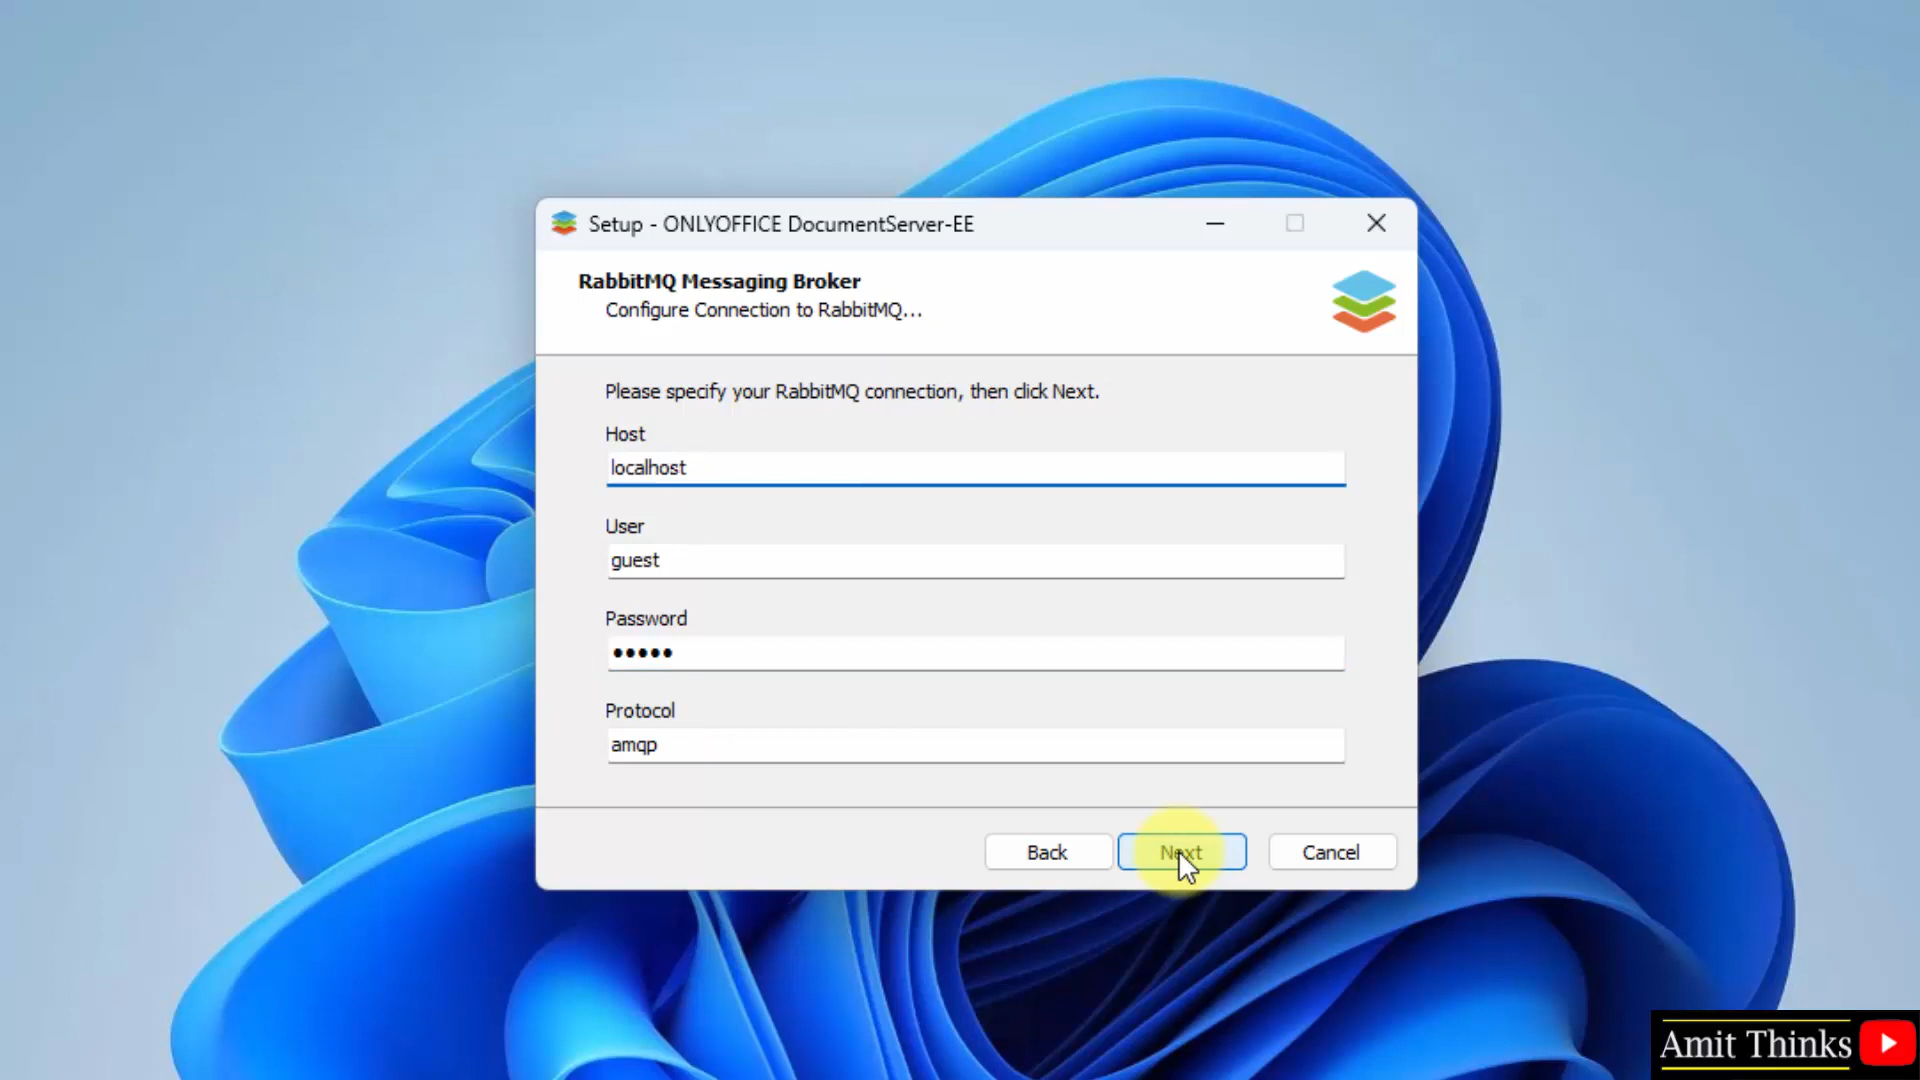 Setup - ONLYOFFICE DocumentServer-EE
RabbitMQ Messaging Broker
Configure Connection to RabbitMQ...
Please specify your RabbitMQ connection, then click Next.
Host
localhost
User
guest
Password
•••••
Protocol
amqp
Back Next Cancel
Amit Thinks